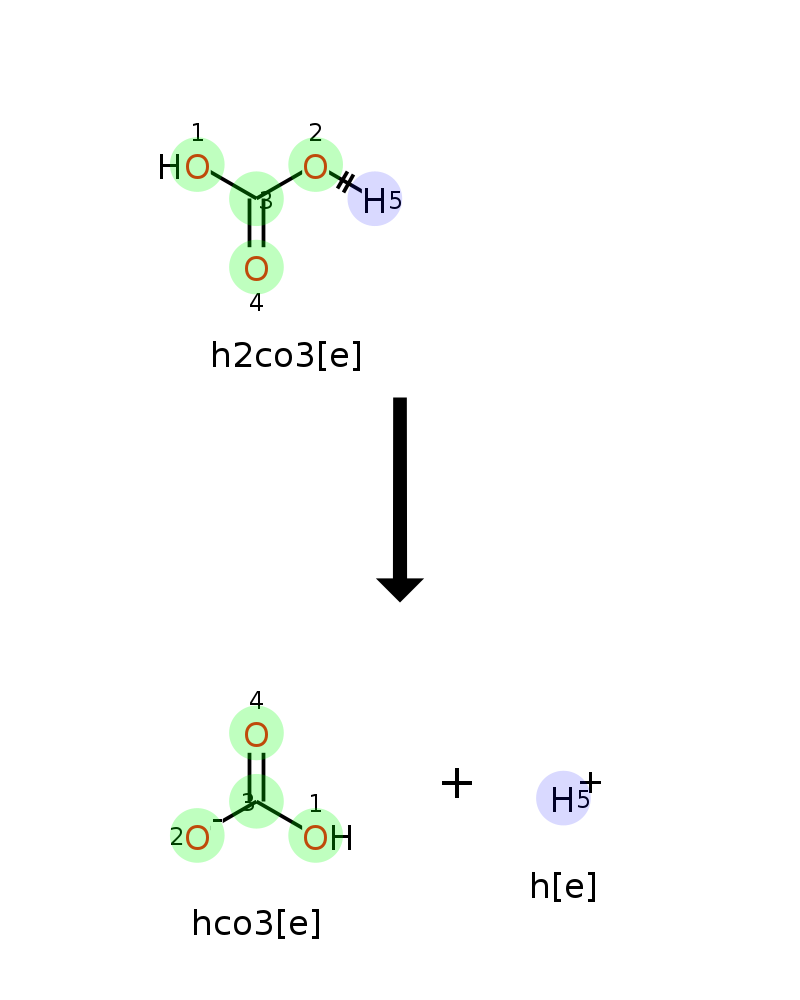 1 2
HO O
3 H5
O
4
h2co3[e]
4
O
3 1 +
2O- OH + H5+
h[e]
hco3[e]